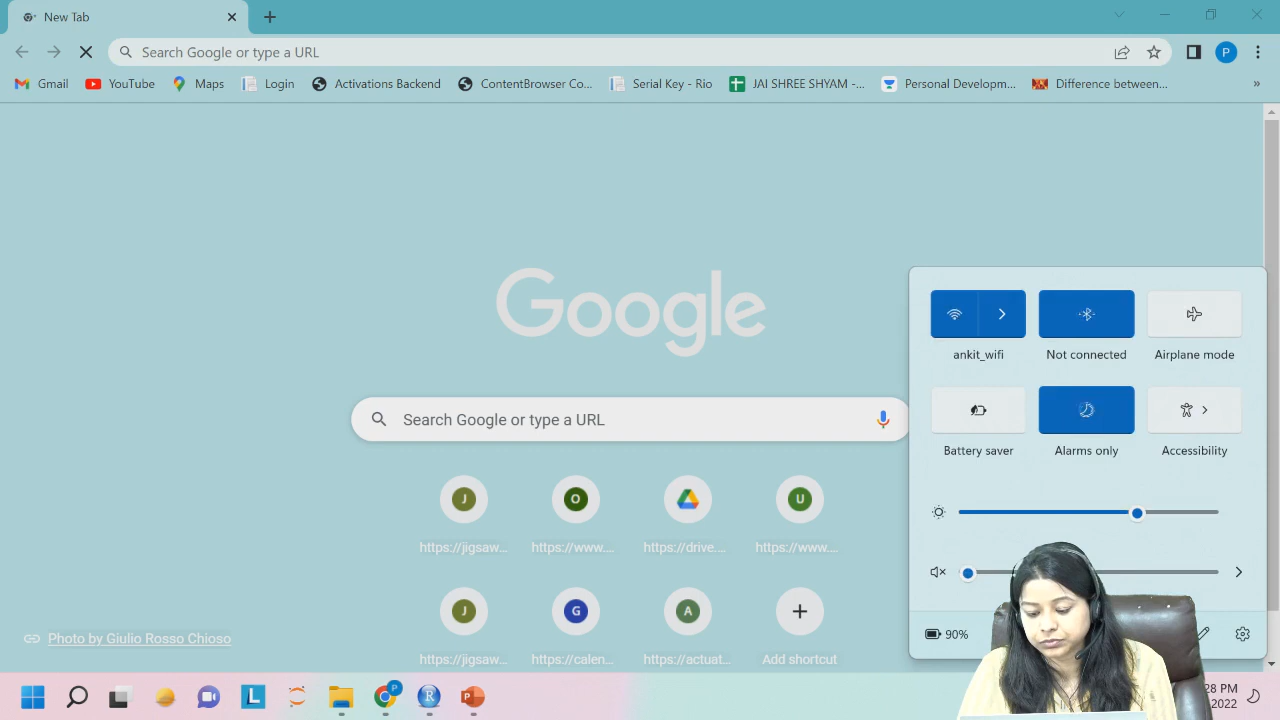 New Tab
Search Google or type a URL
P
Gmail
YouTube
Maps
Login
Activations Backend
ContentBrowser Co...
Serial Key - Rio
JAI SHREE SHYAM -...
Personal Developm...
Difference between...
»
Google
Search Google or type a URL
J
O
U
https://jigsaw...
https://www....
https://drive....
https://www....
J
G
A
https://jigsaw...
https://calen...
https://actuat...
Add shortcut
Photo by Giulio Rosso Chioso
ankit_wifi
Not connected
Airplane mode
Battery saver
Alarms only
Accessibility
90%
L
P
R
P
28 PM
2022